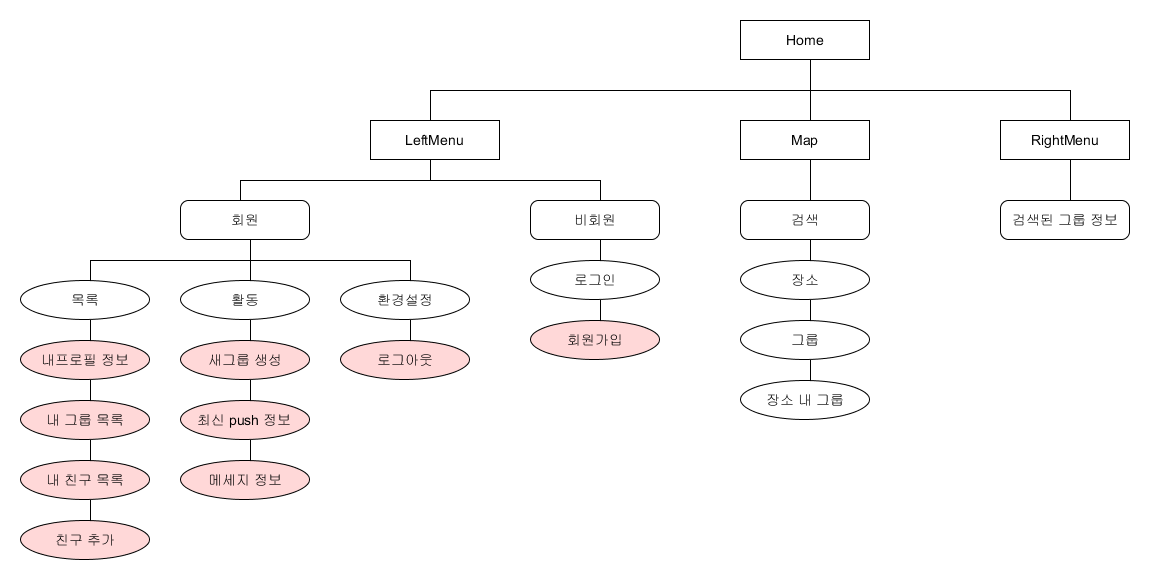 Home
LeftMenu
Map
RightMenu
회원
비회원
검색
검색된 그룹 정보
목록
활동
환경설정
로그인
장소
내프로필 정보
새그룹 생성
로그아웃
회원가입
그룹
내 그룹 목록
최신 push 정보
장소 내 그룹
내 친구 목록
메세지 정보
친구 추가